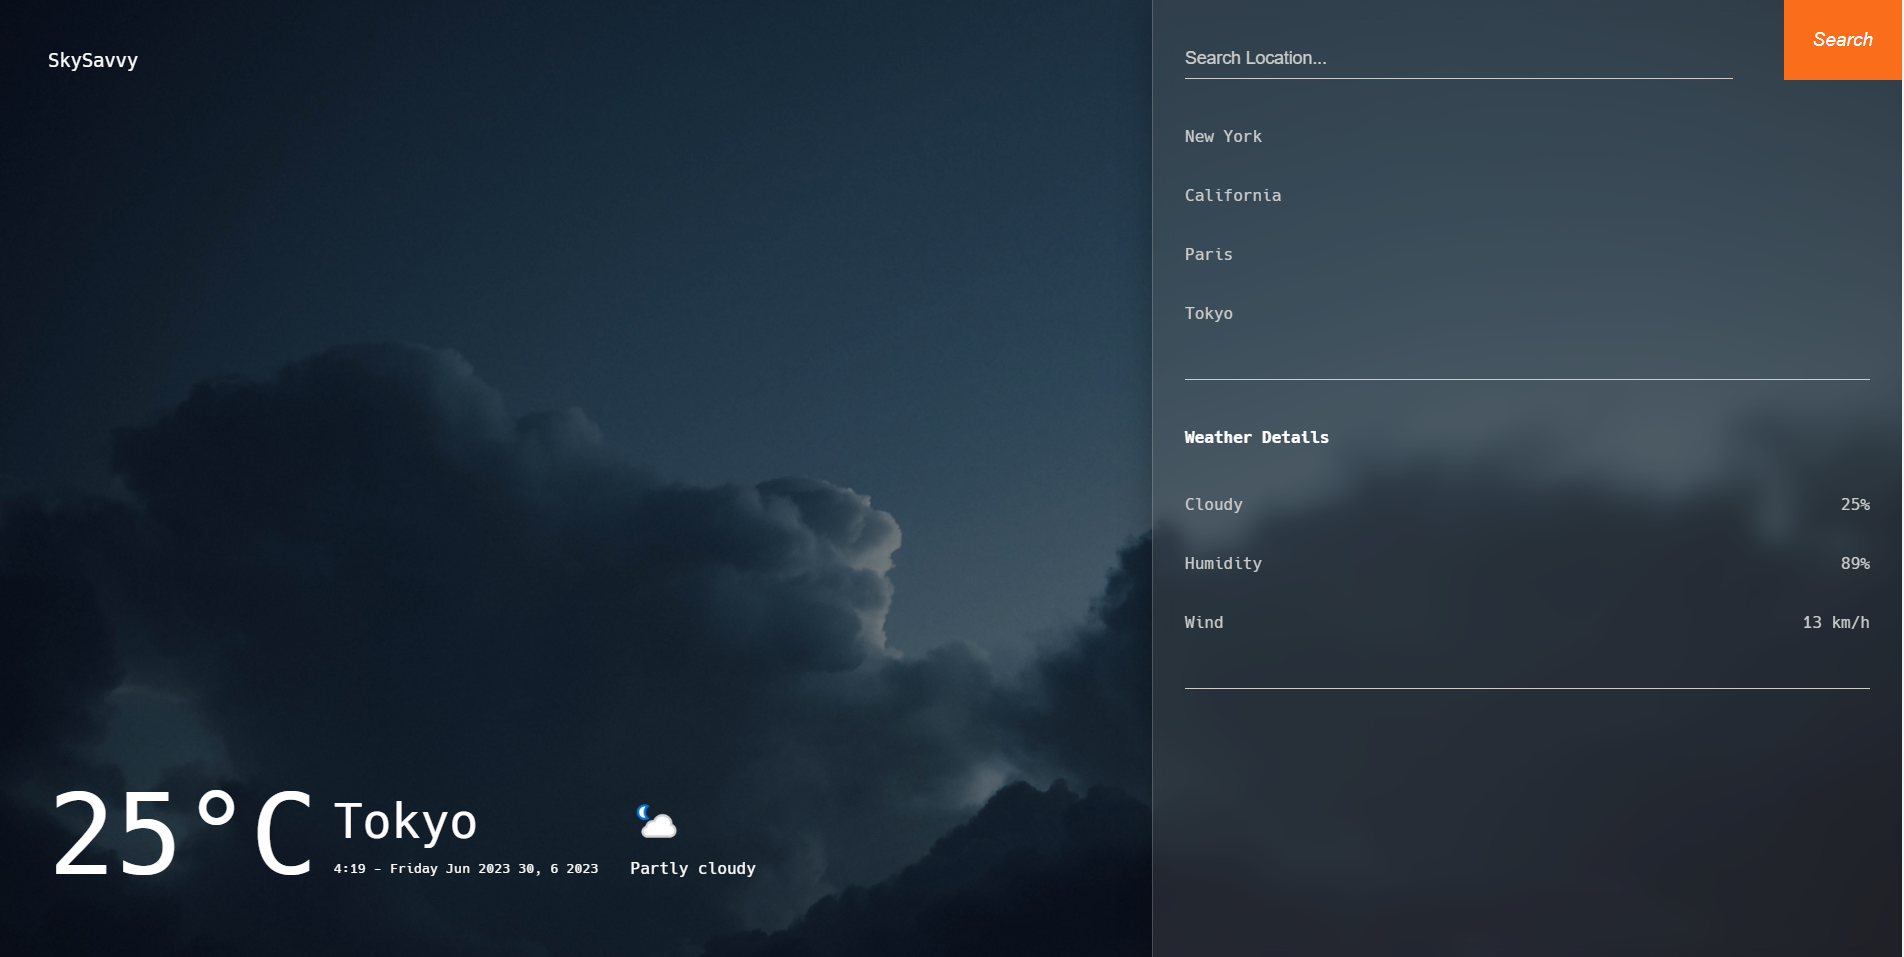 SkySavvy
Search Location...
Search
New York
California
Paris
Tokyo
Weather Details
Cloudy 25%
Humidity 89%
Wind 13 km/h
25°C
Tokyo
4:19 - Friday Jun 2023 30, 6 2023
Partly cloudy